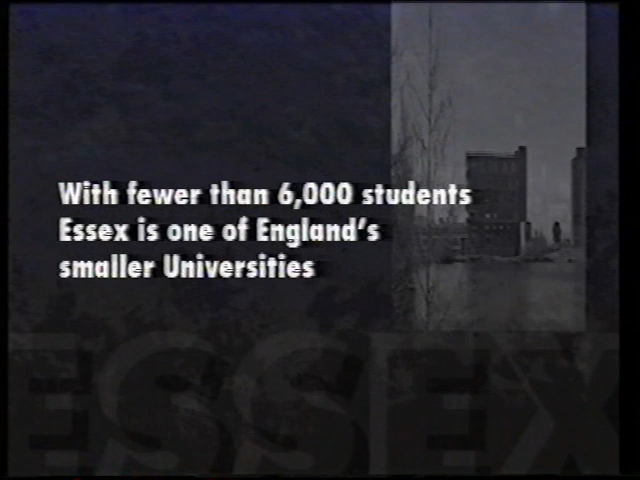 With fewer than 6,000 students
Essex is one of England's
smaller Universities
ESSEX